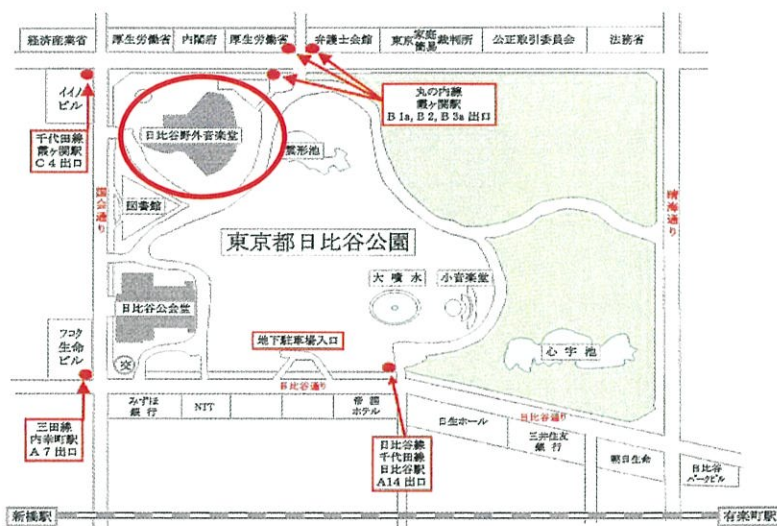 経済産業省
厚生労働省
内閣府
厚生労働省
弁護士会館
東京家庭簡易裁判所
公正取引委員会
法務省
イイノ
ビル
丸の内線
霞ヶ関駅
B1a, B2, B3a 出口
千代田線
霞ヶ関駅
C4出口
日比谷野外音楽堂
雲形池
国会通り
図書館
晴海通り
東京都日比谷公園
大噴水
小音楽堂
日比谷公会堂
心字池
フコク
生命
ビル
交
地下駐車場入口
日比谷通り
みずほ
銀行
NTT
帝国
ホテル
日生ホール
日比谷通り
三井住友
銀行
朝日生命
日比谷
パークビル
三田線
内幸町駅
A7出口
日比谷線
千代田線
日比谷駅
A14出口
新橋駅
有楽町駅